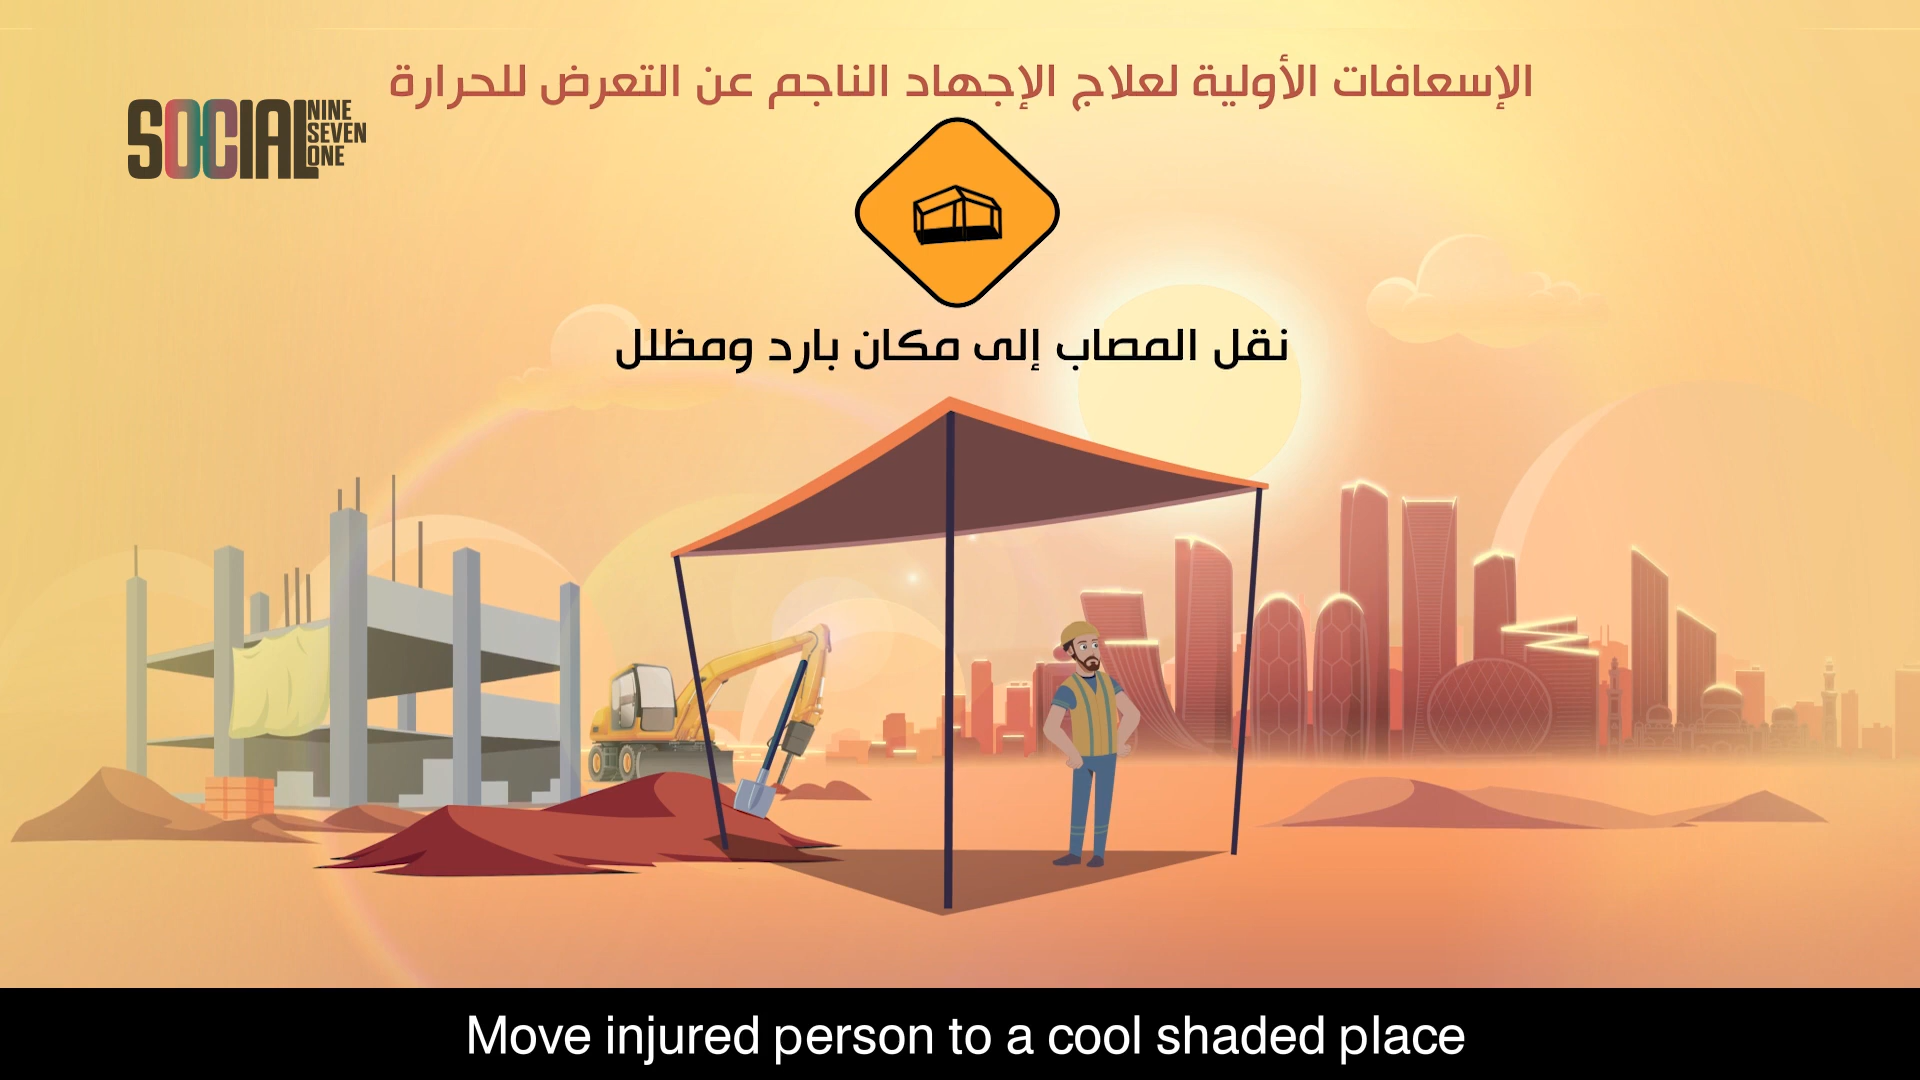 الإسعافات الأولية لعلاج الإجهاد الناجم عن التعرض للحرارة
SOCIAL
NINE
SEVEN
ONE
نقل المصاب إلى مكان بارد ومظلل
Move injured person to a cool shaded place